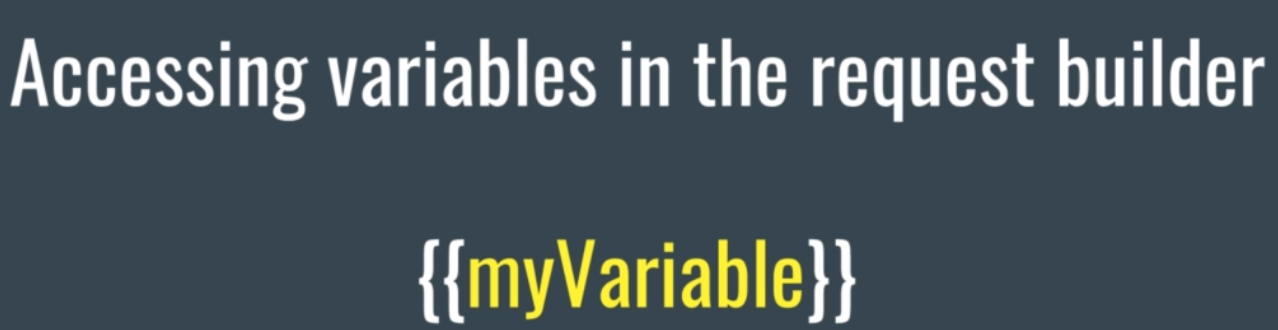 Accessing variables in the request builder
{{myVariable}}